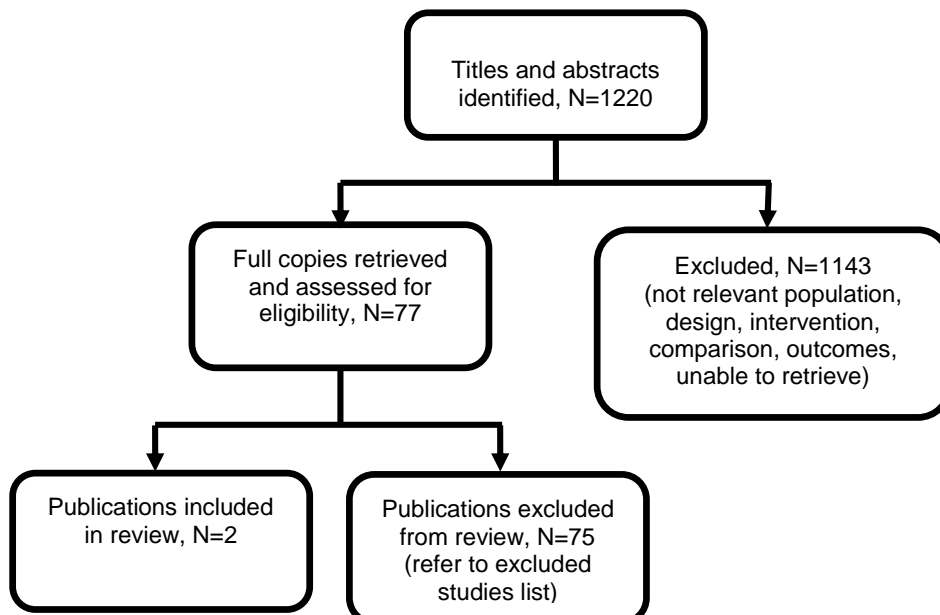 Titles and abstracts
identified, N=1220
Full copies retrieved
and assessed for
eligibility, N=77
Excluded, N=1143
(not relevant population,
design, intervention,
comparison, outcomes,
unable to retrieve)
Publications included
in review, N=2
Publications excluded
from review, N=75
(refer to excluded
studies list)